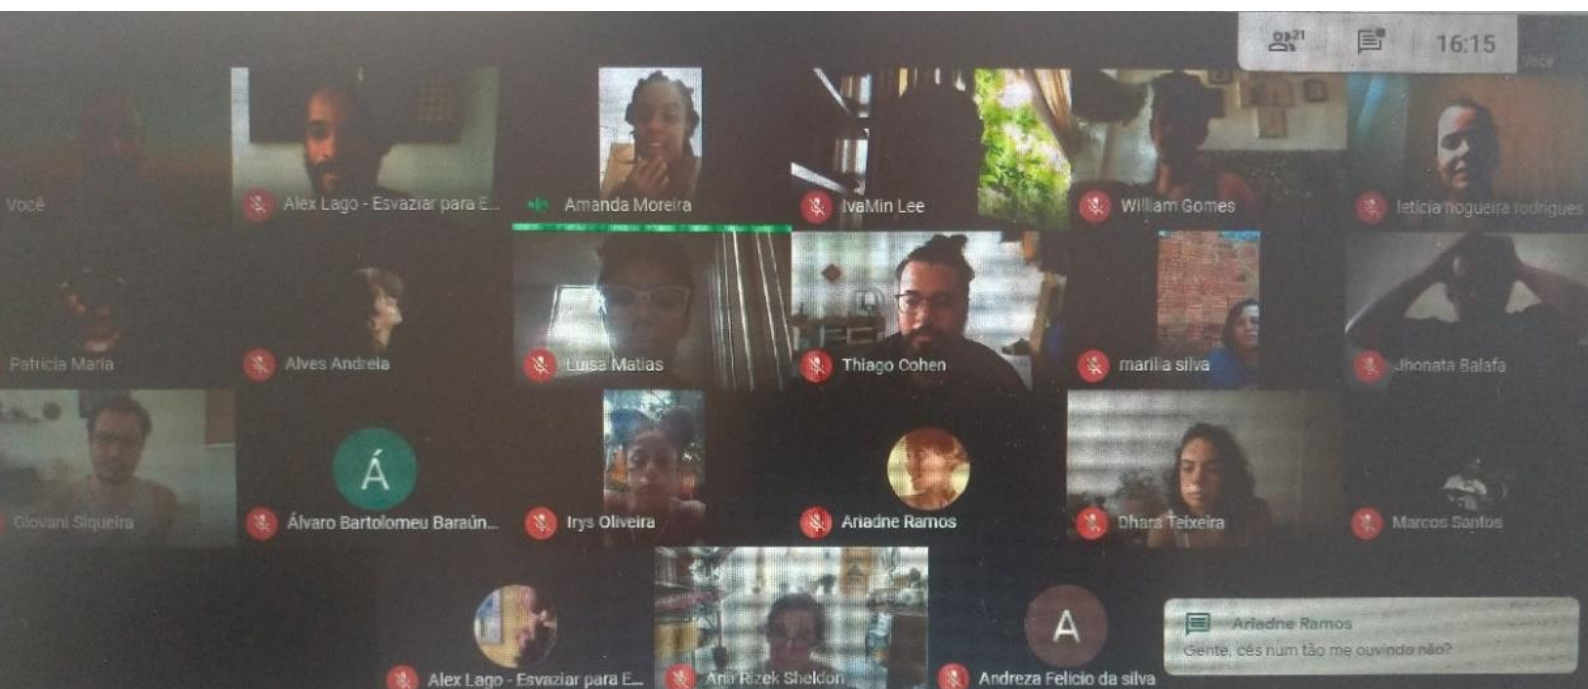 21
16:15
Você
Você
Alex Lago - Esvaziar para E...
Amanda Moreira
IvaMin Lee
William Gomes
leticia nogueira rodrigues
Patricia Maria
Alves Andreia
Luisa Matias
Thiago Cohen
marilia silva
Jhonata Balafa
Giovani Siqueira
Á
Álvaro Bartolomeu Baraún...
Irys Oliveira
Ariadne Ramos
Dhara Teixeira
Marcos Santos
Alex Lago - Esvaziar para E...
Ana Rizek Sheldon
A
Andreza Felicio da silva
Ariadne Ramos
Gente, cês num tão me ouvindo não?